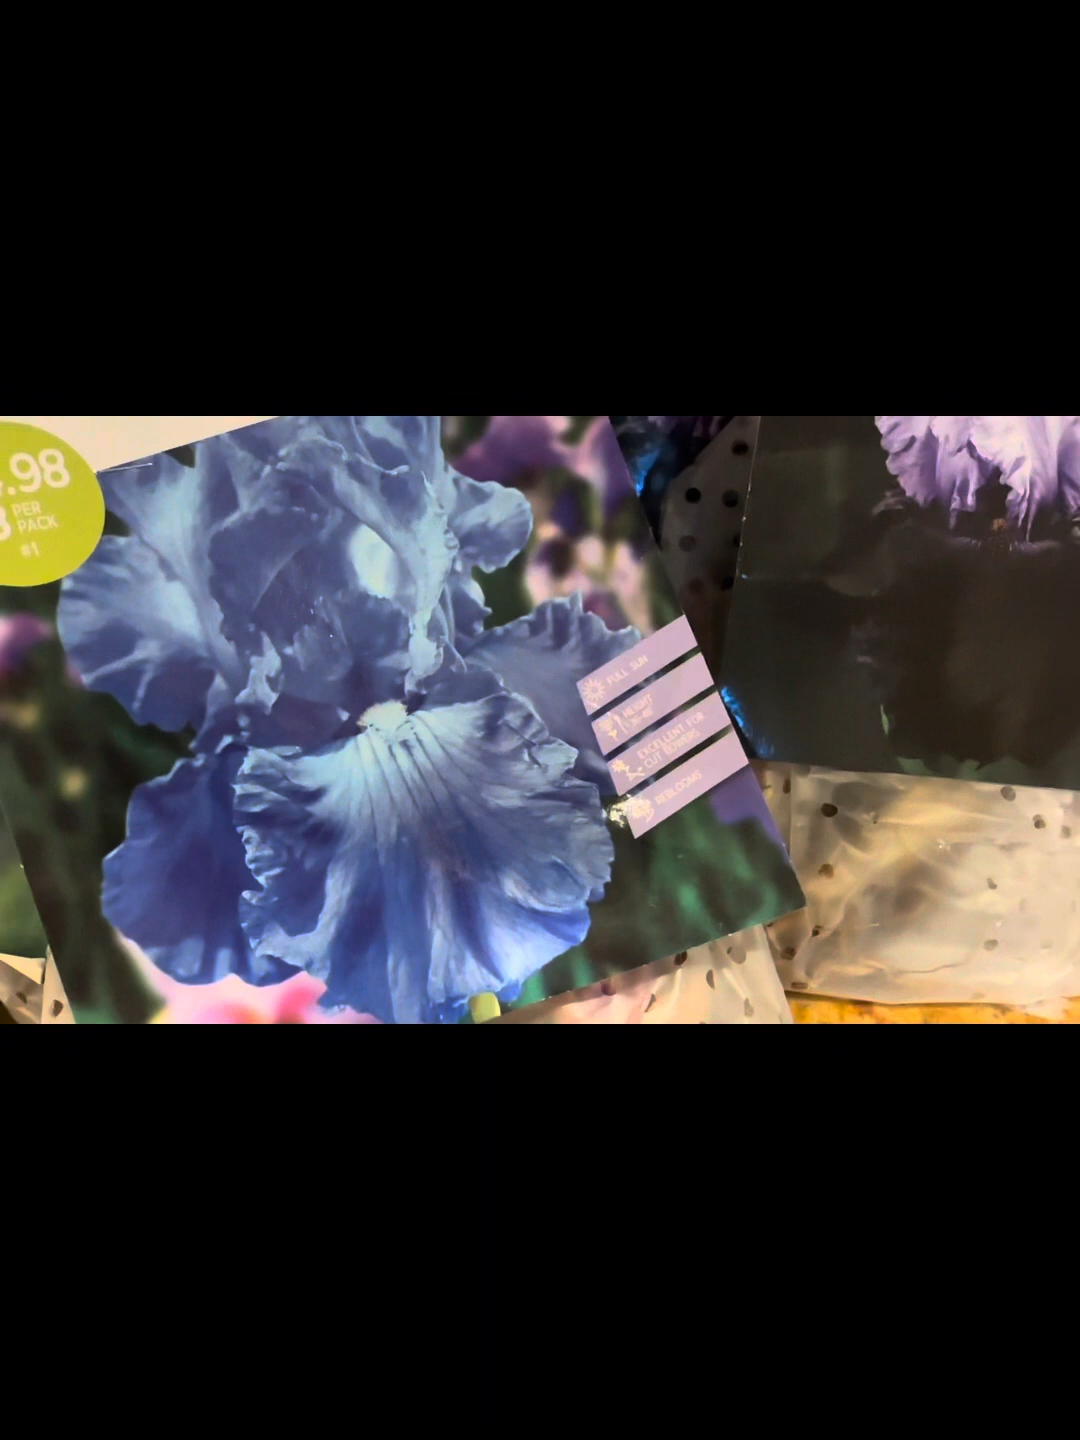 .98
PER
PACK
#1
FULL SUN
HEIGHT
EXCELLENT FOR
CUT FLOWERS
REBLOOMS